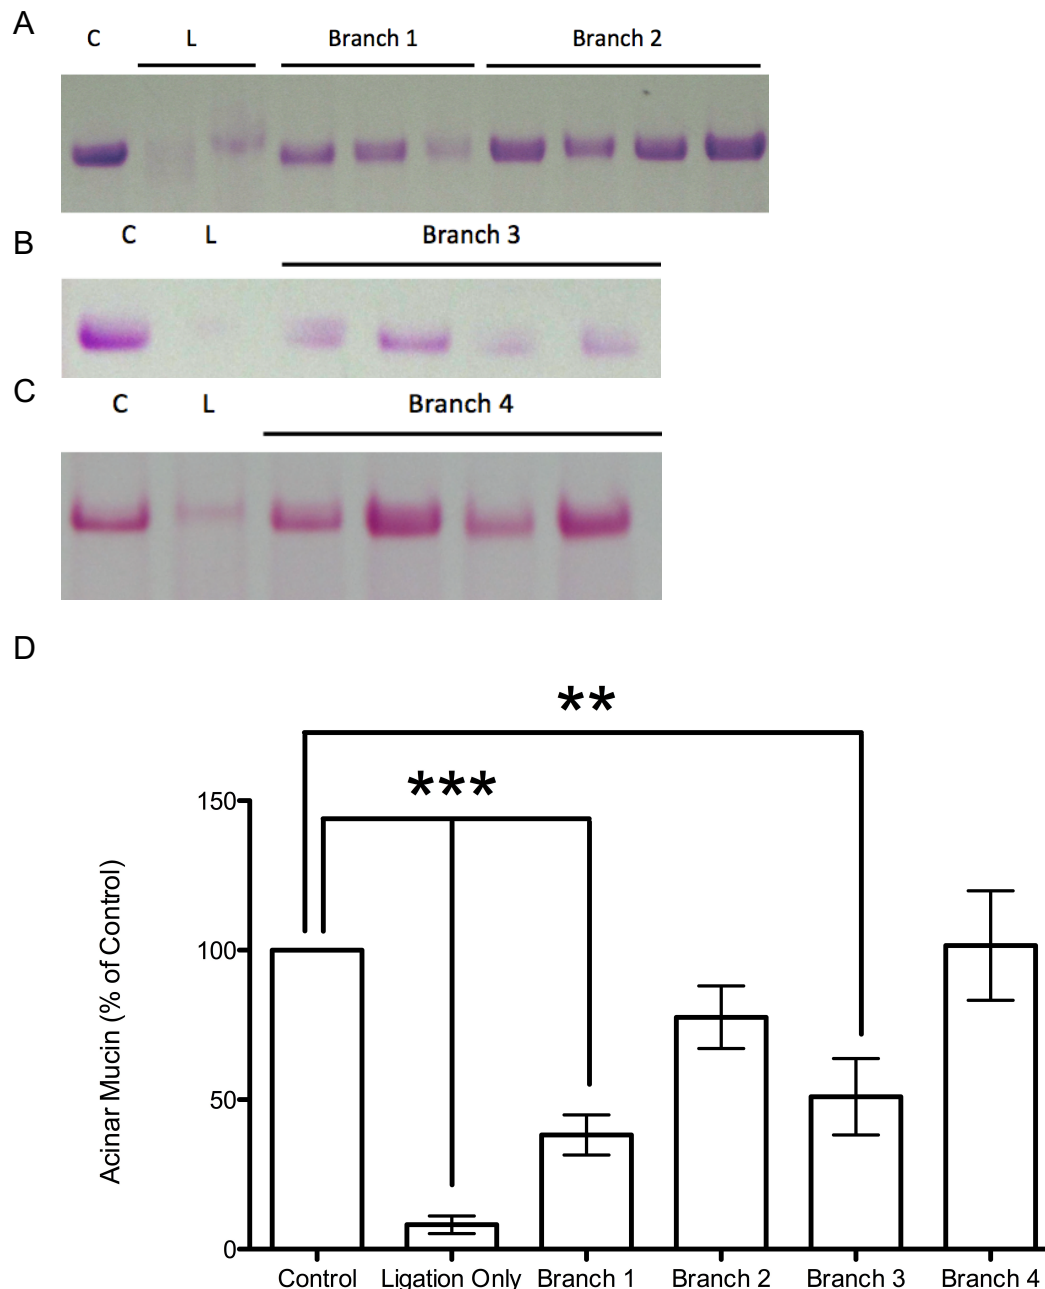 A
C L Branch 1 Branch 2
B
C L Branch 3
C
C L Branch 4
D
**
***
150
100
50
0
Acinar Mucin (% of Control)
Control Ligation Only Branch 1 Branch 2 Branch 3 Branch 4